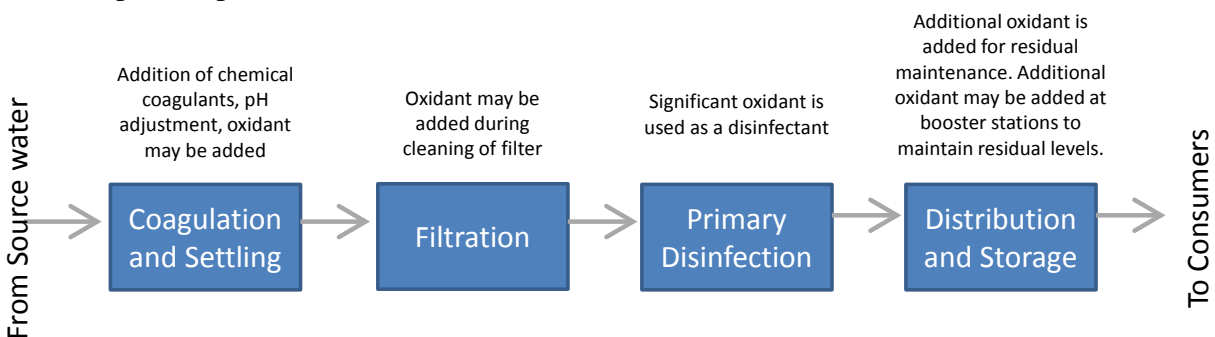 From Source water
Addition of chemical
coagulants, pH
adjustment, oxidant
may be added
Coagulation
and Settling
Oxidant may be
added during
cleaning of filter
Filtration
Significant oxidant is
used as a disinfectant
Primary
Disinfection
Additional oxidant is
added for residual
maintenance. Additional
oxidant may be added at
booster stations to
maintain residual levels.
Distribution
and Storage
To Consumers